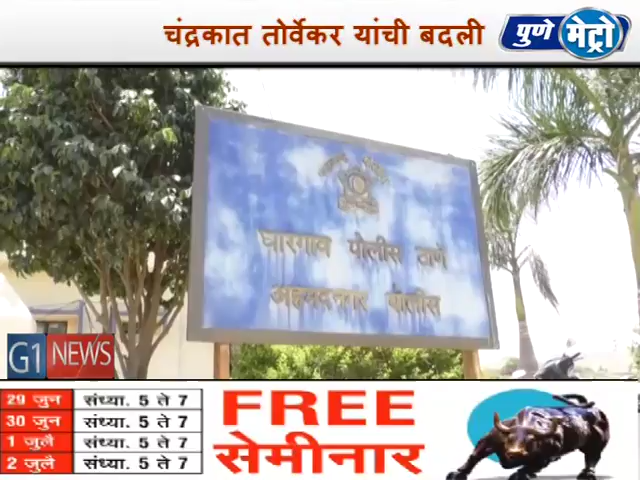 चंद्रकात तोर्वेकर यांची बदली
पुणे मेट्रो
घारगाव पोलीस ठाणे
अहमदनगर पोलीस
G1 NEWS
29 जुन संध्या. 5 ते 7
30 जुन संध्या. 5 ते 7
1 जुलै संध्या. 5 ते 7
2 जुलै संध्या. 5 ते 7
FREE
सेमीनार